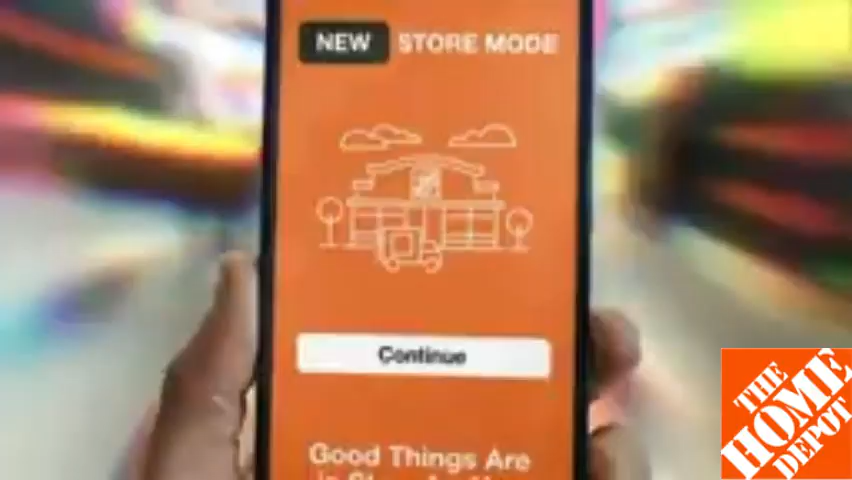 NEW STORE MODE
Continue
Good Things Are
THE
HOME
DEPOT